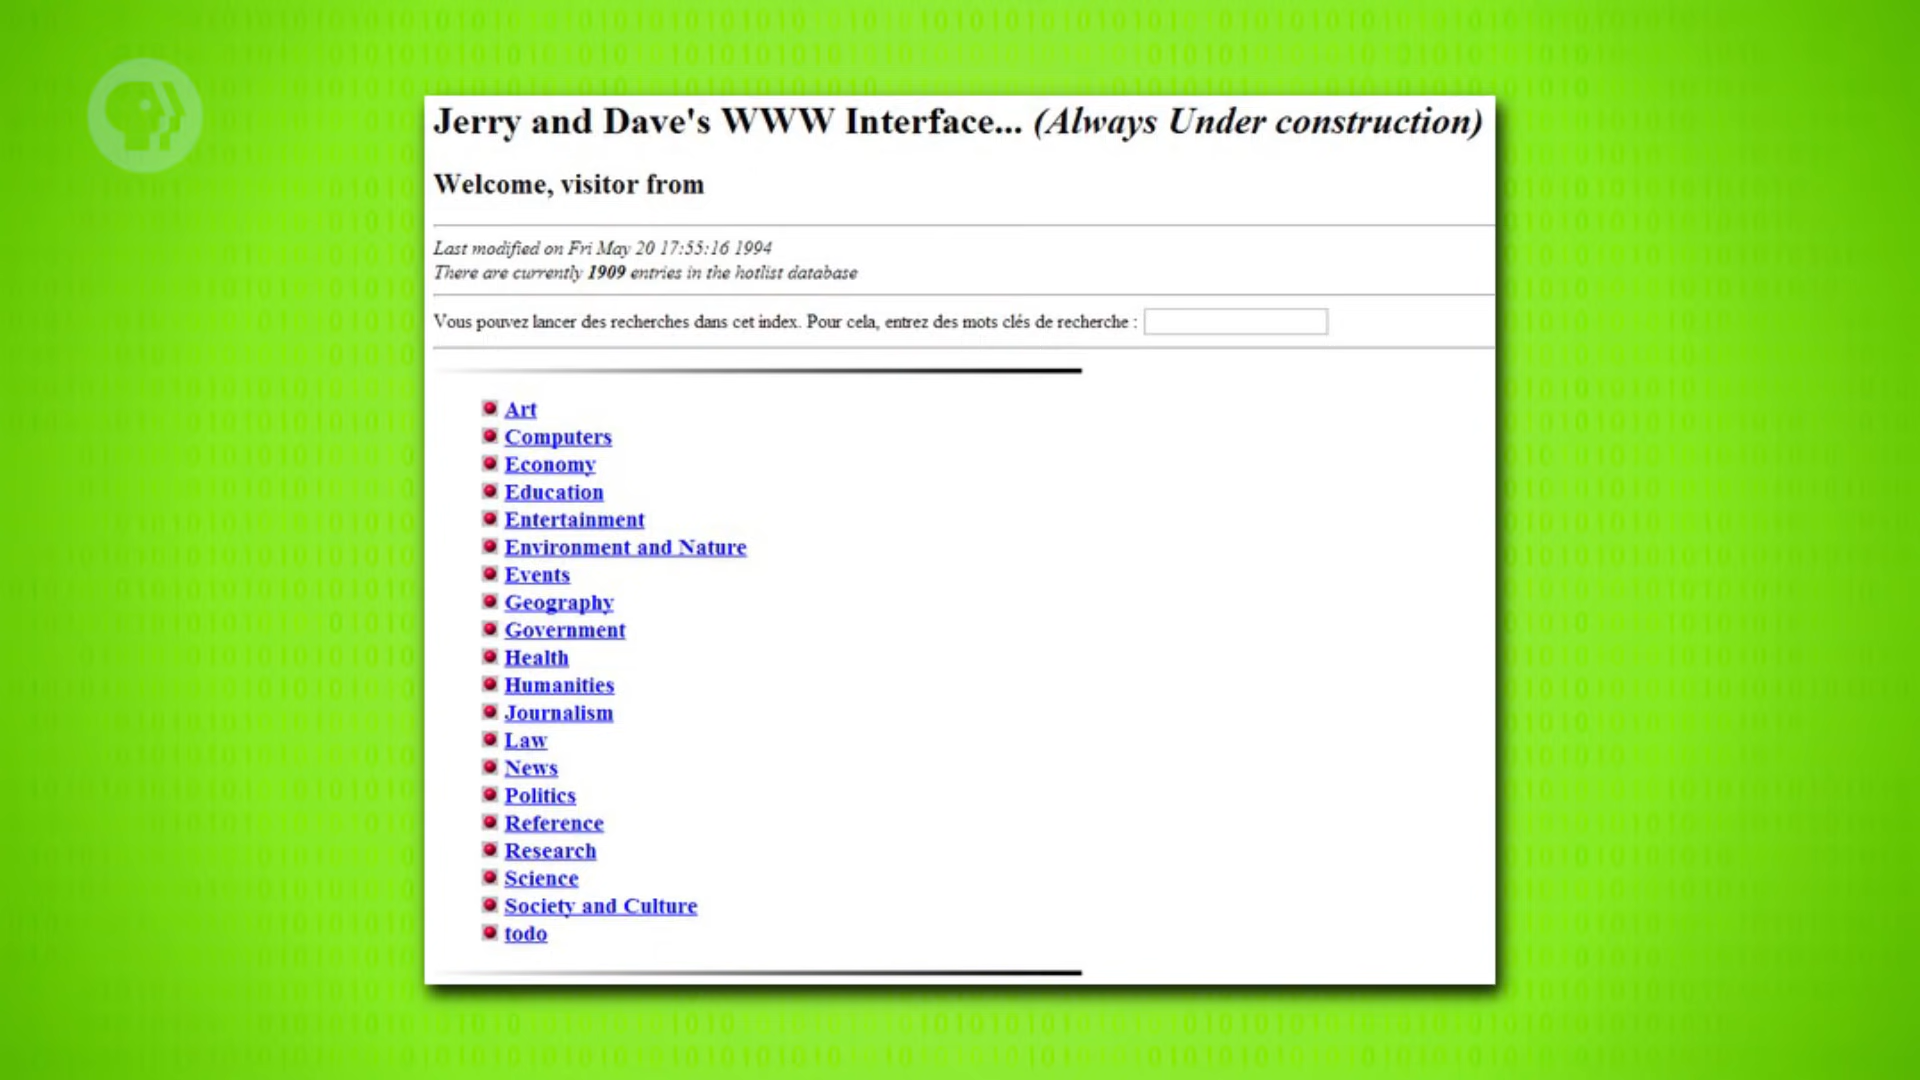 Jerry and Dave's WWW Interface... (Always Under construction)
Welcome, visitor from
Last modified on Fri May 20 17:55:16 1994
There are currently 1909 entries in the hotlist database
Vous pouvez lancer des recherches dans cet index. Pour cela, entrez des mots clés de recherche :
Art
Computers
Economy
Education
Entertainment
Environment and Nature
Events
Geography
Government
Health
Humanities
Journalism
Law
News
Politics
Reference
Research
Science
Society and Culture
todo